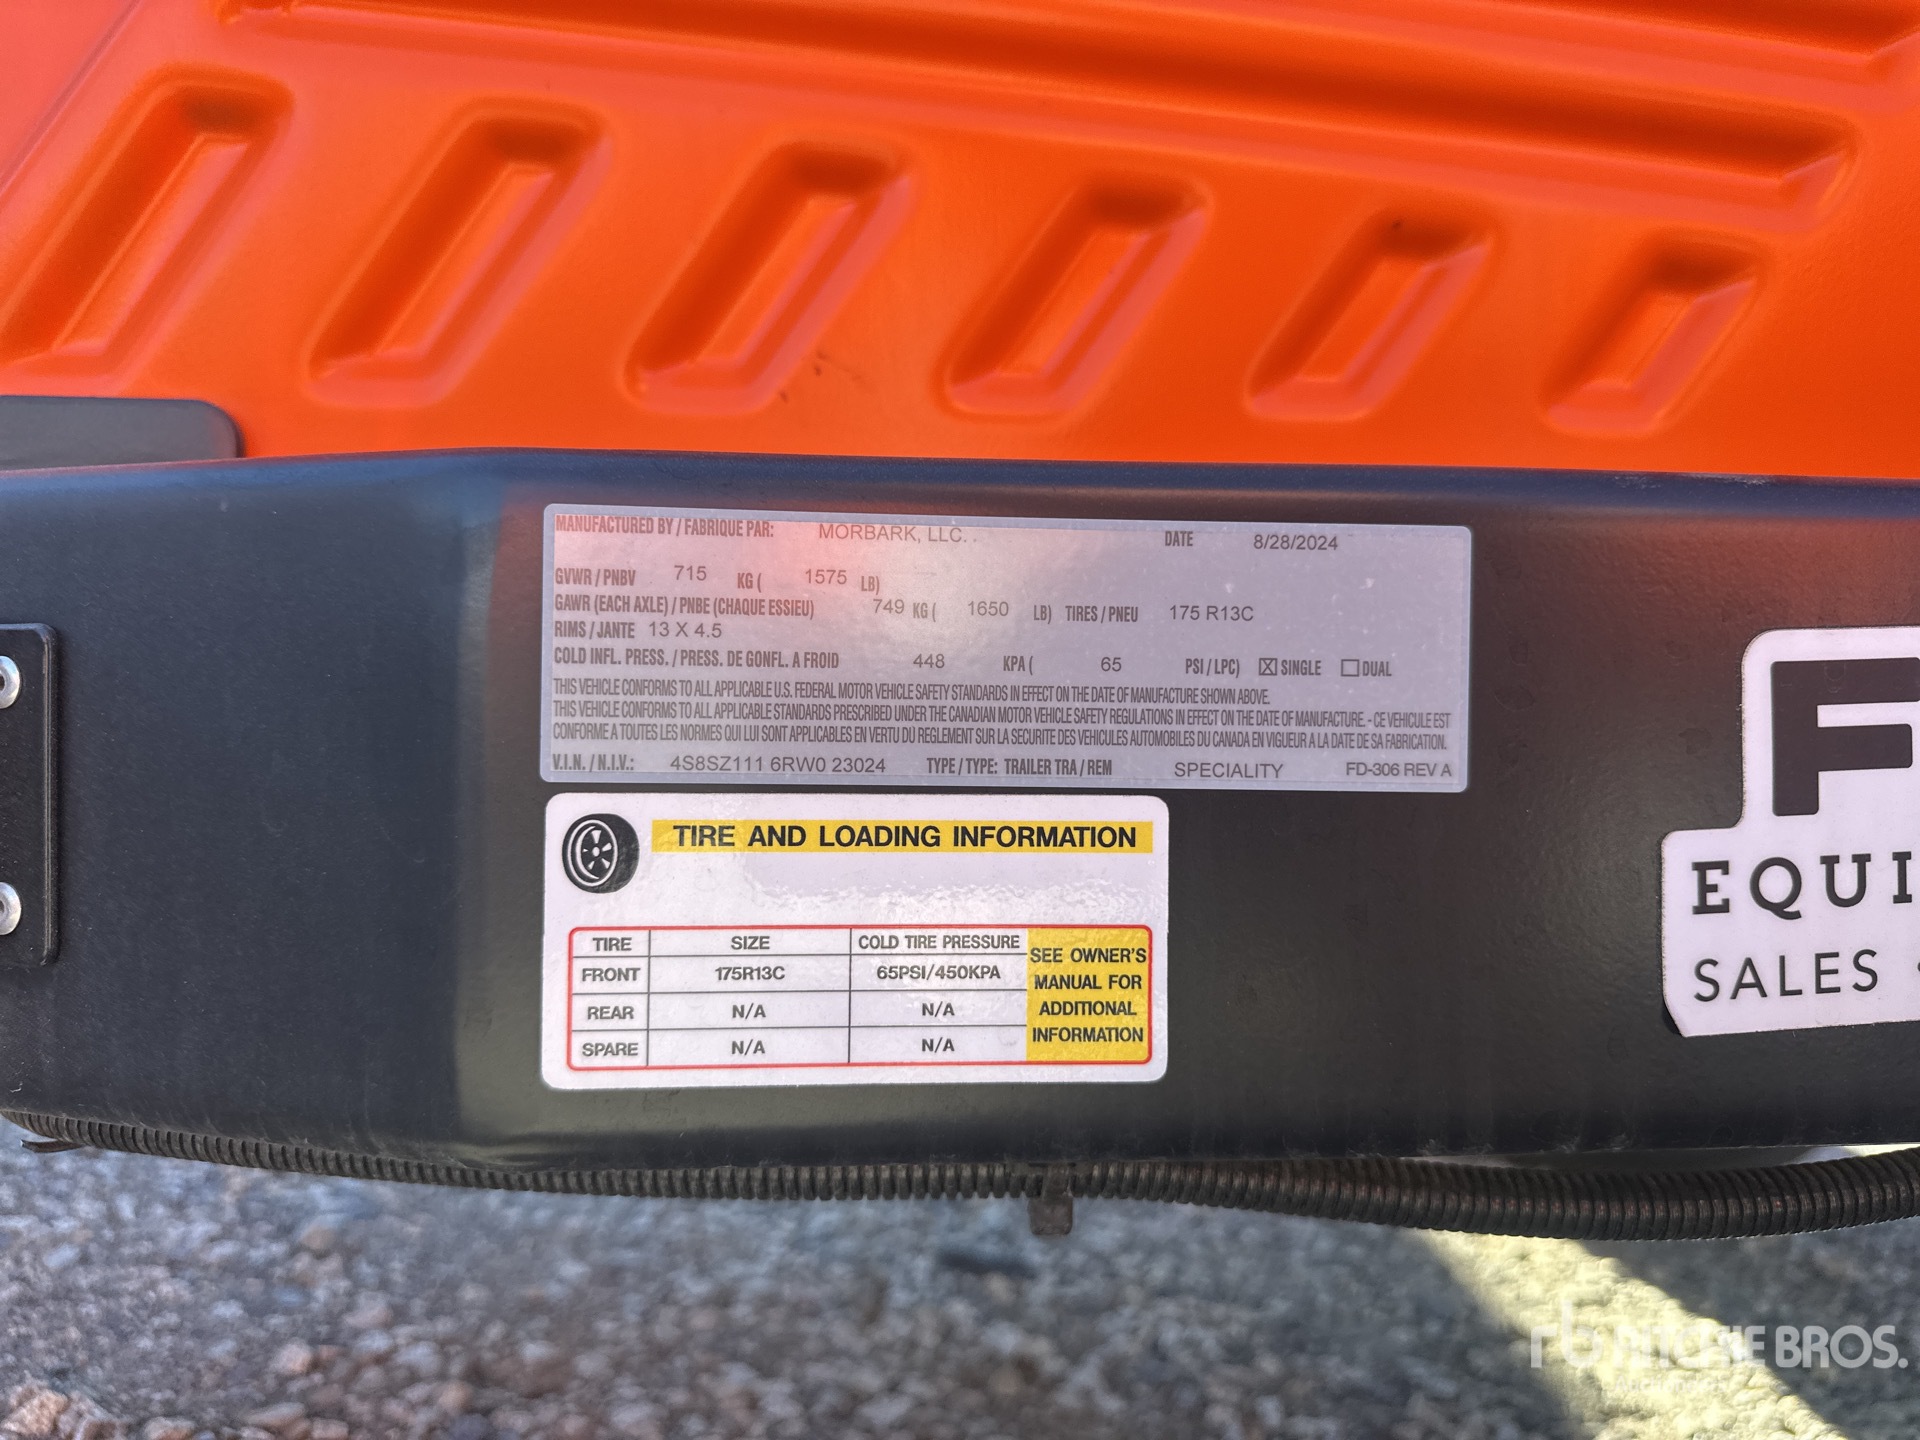 MANUFACTURED BY / FABRIQUE PAR: MORBARK, LLC. DATE 8/28/2024
GVWR / PNBV 715 KG ( 1575 LB)
GAWR (EACH AXLE) / PNBE (CHAQUE ESSIEU) 749 KG ( 1650 LB) TIRES / PNEU 175 R13C
RIMS / JANTE 13 X 4.5
COLD INFL. PRESS. / PRESS. DE GONFL. A FROID 448 KPA ( 65 PSI / LPC) ☒ SINGLE ☐ DUAL
THIS VEHICLE CONFORMS TO ALL APPLICABLE U.S. FEDERAL MOTOR VEHICLE SAFETY STANDARDS IN EFFECT ON THE DATE OF MANUFACTURE SHOWN ABOVE.
THIS VEHICLE CONFORMS TO ALL APPLICABLE STANDARDS PRESCRIBED UNDER THE CANADIAN MOTOR VEHICLE SAFETY REGULATIONS IN EFFECT ON THE DATE OF MANUFACTURE. - CE VEHICULE EST
CONFORME A TOUTES LES NORMES QUI LUI SONT APPLICABLES EN VERTU DU REGLEMENT SUR LA SECURITE DES VEHICULES AUTOMOBILES DU CANADA EN VIGUEUR A LA DATE DE SA FABRICATION.
V.I.N. / N.I.V.: 4S8SZ111 6RW0 23024 TYPE / TYPE: TRAILER TRA / REM SPECIALITY FD-306 REV A
TIRE AND LOADING INFORMATION
TIRE SIZE COLD TIRE PRESSURE
FRONT 175R13C 65PSI/450KPA
REAR N/A N/A
SPARE N/A N/A
SEE OWNER'S
MANUAL FOR
ADDITIONAL
INFORMATION
F
EQUI
SALES
rb RITCHIE BROS.